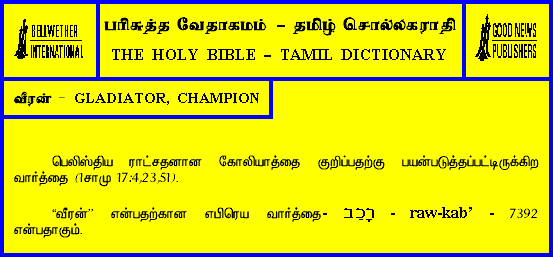 BELLWETHER
INTERNATIONAL
பரிசுத்த வேதாகமம் – தமிழ் சொல்லகராதி
THE HOLY BIBLE – TAMIL DICTIONARY
GOOD NEWS
PUBLISHERS
வீரன் – GLADIATOR, CHAMPION
பெலிஸ்திய ராட்சதனான கோலியாத்தை குறிப்பதற்கு பயன்படுத்தப்பட்டிருக்கிற
வார்த்தை (1சாமு 17:4,23,51).
“வீரன்” என்பதற்கான எபிரெய வார்த்தை- רָכַב - raw-kab’ - 7392
என்பதாகும்.